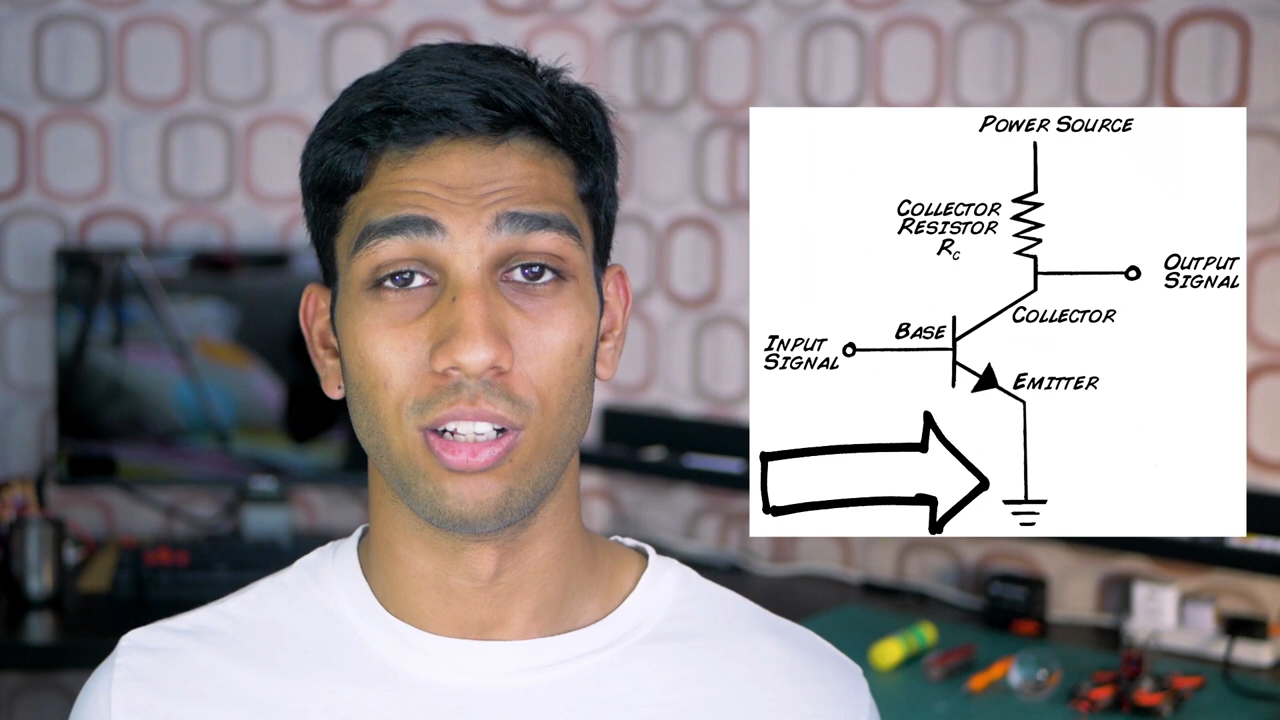 POWER SOURCE
COLLECTOR
RESISTOR
RC
OUTPUT
SIGNAL
COLLECTOR
BASE
INPUT
SIGNAL
EMITTER